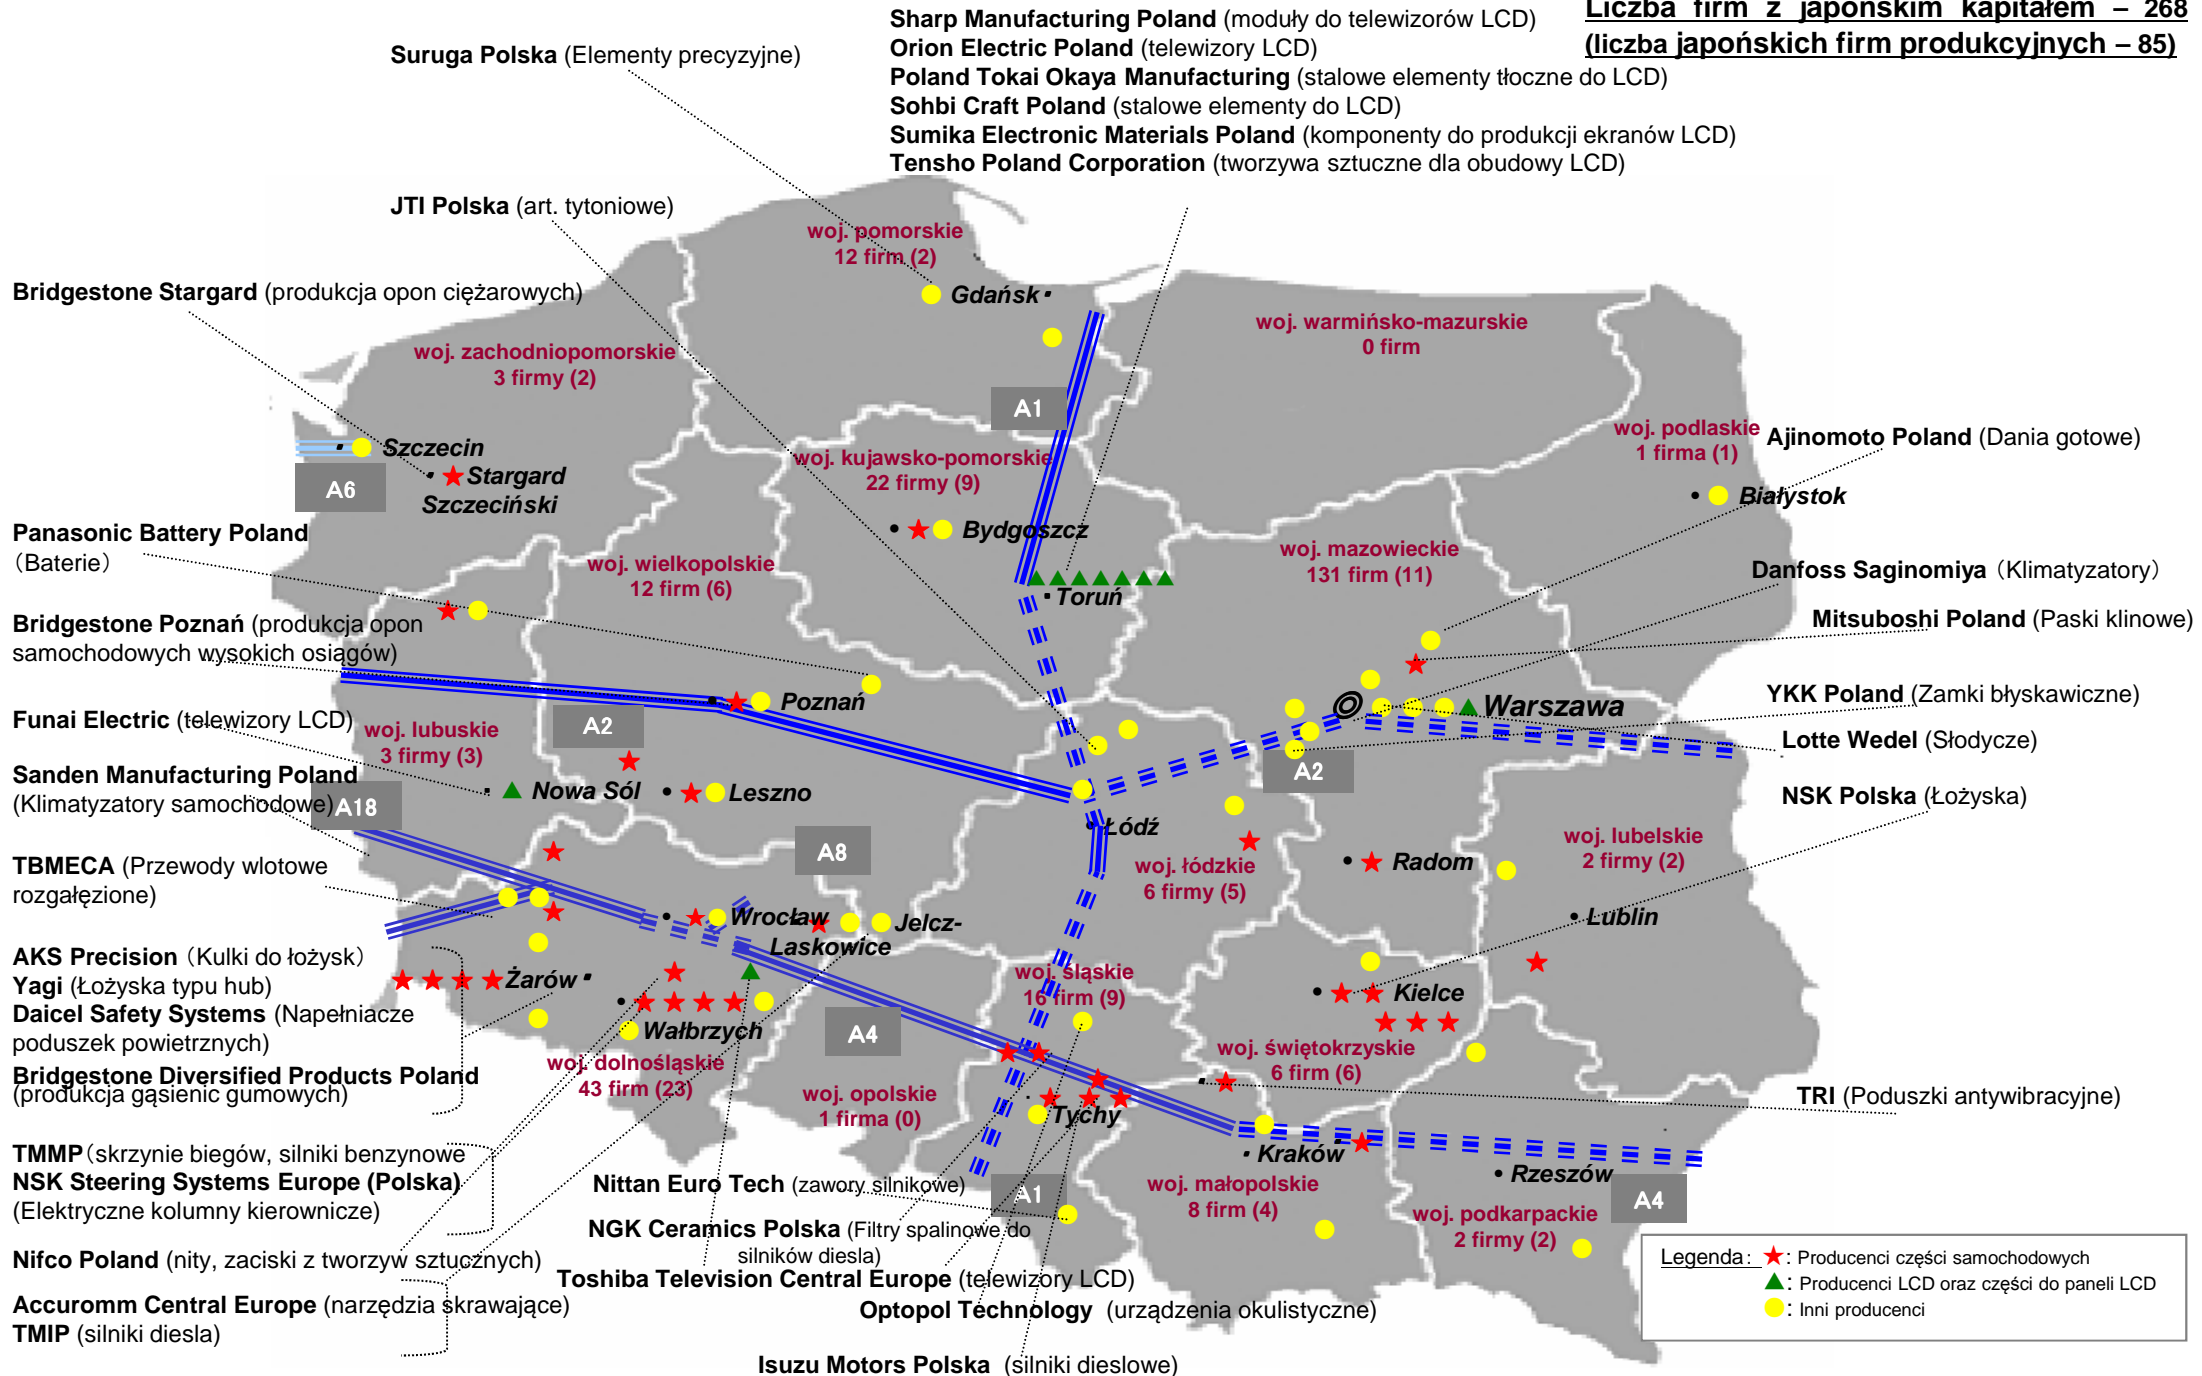 Liczba firm z japońskim kapitałem – 268
(liczba japońskich firm produkcyjnych – 85)
Sharp Manufacturing Poland (moduły do telewizorów LCD)
Orion Electric Poland (telewizory LCD)
Poland Tokai Okaya Manufacturing (stalowe elementy tłoczne do LCD)
Sohbi Craft Poland (stalowe elementy do LCD)
Sumika Electronic Materials Poland (komponenty do produkcji ekranów LCD)
Tensho Poland Corporation (tworzywa sztuczne dla obudowy LCD)
Suruga Polska (Elementy precyzyjne)
JTI Polska (art. tytoniowe)
Bridgestone Stargard (produkcja opon ciężarowych)
Panasonic Battery Poland
（Baterie）
Bridgestone Poznań (produkcja opon
samochodowych wysokich osiągów)
Funai Electric (telewizory LCD)
Sanden Manufacturing Poland
(Klimatyzatory samochodowe)
TBMECA (Przewody wlotowe
rozgałęzione)
AKS Precision（Kulki do łożysk）
Yagi (Łożyska typu hub)
Daicel Safety Systems (Napełniacze
poduszek powietrznych)
Bridgestone Diversified Products Poland
(produkcja gąsienic gumowych)
TMMP（skrzynie biegów, silniki benzynowe
NSK Steering Systems Europe (Polska)
(Elektryczne kolumny kierownicze)
Nifco Poland (nity, zaciski z tworzyw sztucznych)
Accuromm Central Europe (narzędzia skrawające)
TMIP (silniki diesla)
woj. pomorskie
12 firm (2)
Gdańsk
woj. warmińsko-mazurskie
0 firm
woj. zachodniopomorskie
3 firmy (2)
A1
Szczecin
A6
Stargard
Szczeciński
woj. kujawsko-pomorskie
22 firmy (9)
Bydgoszcz
Toruń
woj. podlaskie
1 firma (1)
Białystok
woj. mazowieckie
131 firm (11)
Warszawa
A2
Radom
woj. wielkopolskie
12 firm (6)
Poznań
A2
Leszno
woj. lubuskie
3 firmy (3)
Nowa Sól
A18
A8
Łódź
woj. łódzkie
6 firmy (5)
woj. lubelskie
2 firmy (2)
Lublin
Wrocław
Jelcz-
Laskowice
Żarów
Wałbrzych
woj. dolnośląskie
43 firm (23)
A4
woj. opolskie
1 firma (0)
woj. śląskie
16 firm (9)
Tychy
A1
Kielce
woj. świętokrzyskie
6 firm (6)
Kraków
woj. małopolskie
8 firm (4)
Rzeszów
woj. podkarpackie
2 firmy (2)
A4
Ajinomoto Poland (Dania gotowe)
Danfoss Saginomiya（Klimatyzatory）
Mitsuboshi Poland (Paski klinowe)
YKK Poland (Zamki błyskawiczne)
Lotte Wedel (Słodycze)
NSK Polska (Łożyska)
TRI (Poduszki antywibracyjne)
Nittan Euro Tech (zawory silnikowe)
NGK Ceramics Polska (Filtry spalinowe do
silników diesla)
Toshiba Television Central Europe (telewizory LCD)
Optopol Technology (urządzenia okulistyczne)
Isuzu Motors Polska (silniki dieslowe)
Legenda: : Producenci części samochodowych
: Producenci LCD oraz części do paneli LCD
: Inni producenci